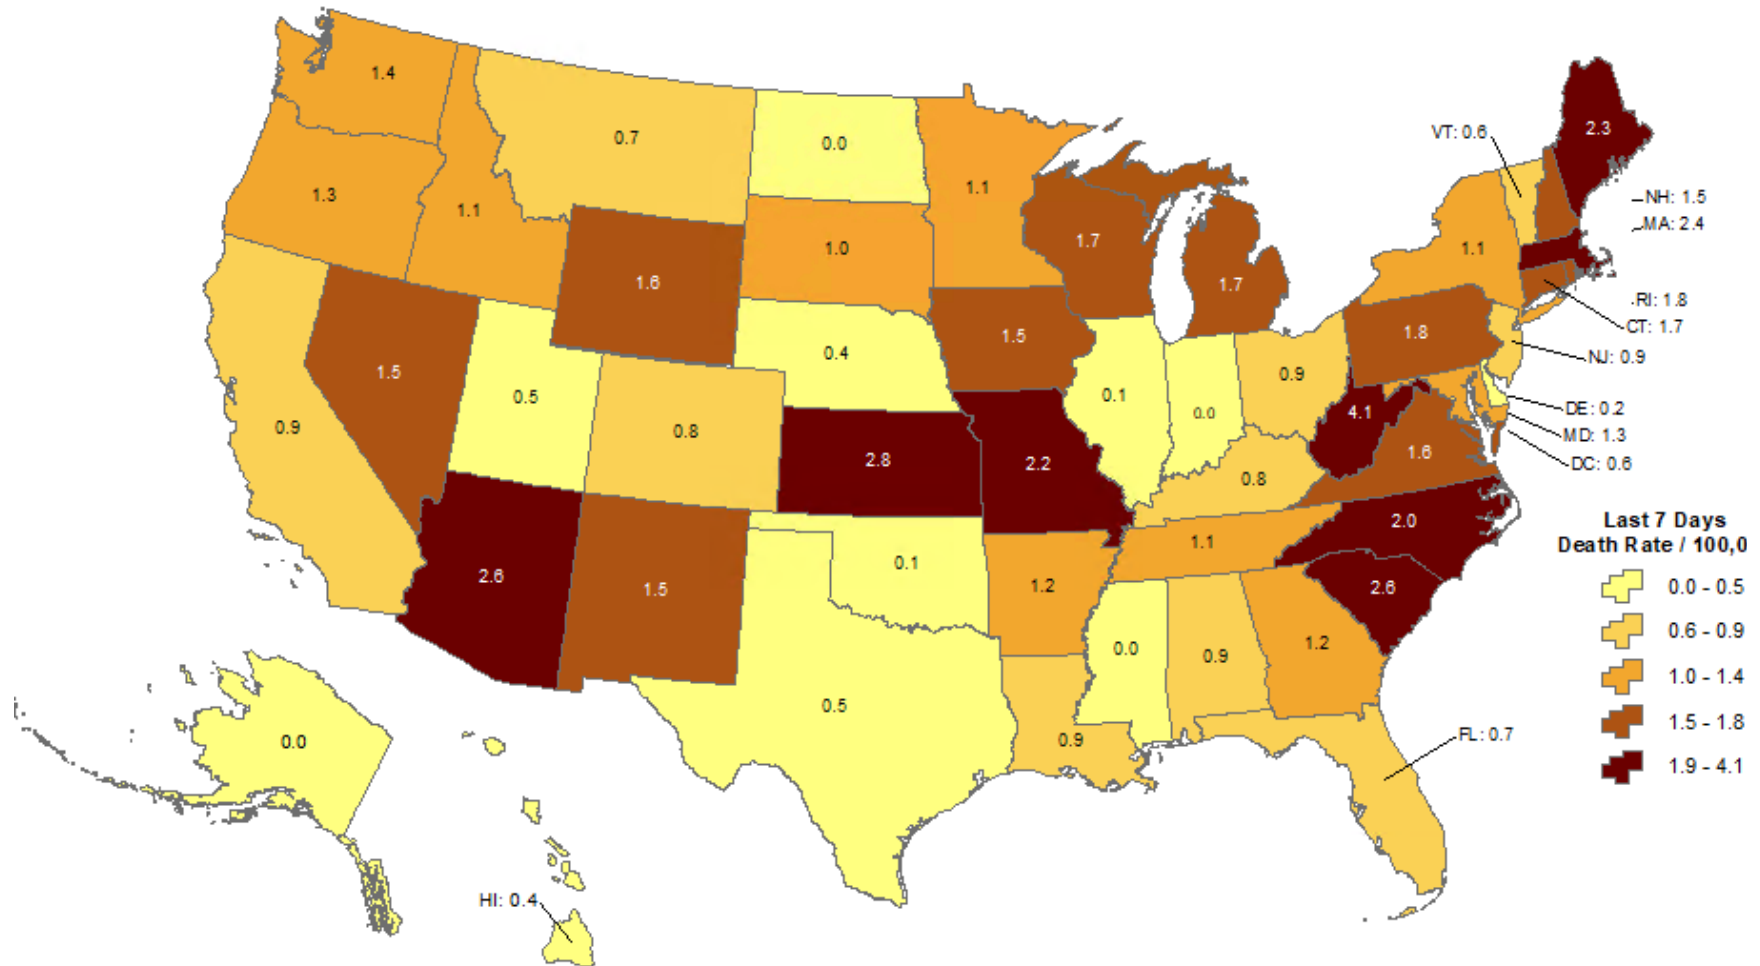 1.4
0.7
0.0
1.1
2.3
VT: 0.6
1.3
1.1
NH: 1.5
MA: 2.4
1.0
1.7
1.1
1.6
1.7
RI: 1.8
CT: 1.7
1.5
1.8
0.4
NJ: 0.9
1.5
0.9
0.5
0.1
0.0
4.1
DE: 0.2
0.9
0.8
MD: 1.3
2.8
2.2
1.6
DC: 0.6
0.8
2.0
Last 7 Days
Death Rate / 100,0
1.1
0.1
2.6
1.5
1.2
2.6
0.0 - 0.5
0.6 - 0.9
1.2
0.0
0.9
1.0 - 1.4
0.5
1.5 - 1.8
0.0
0.9
FL: 0.7
1.9 - 4.1
HI: 0.4